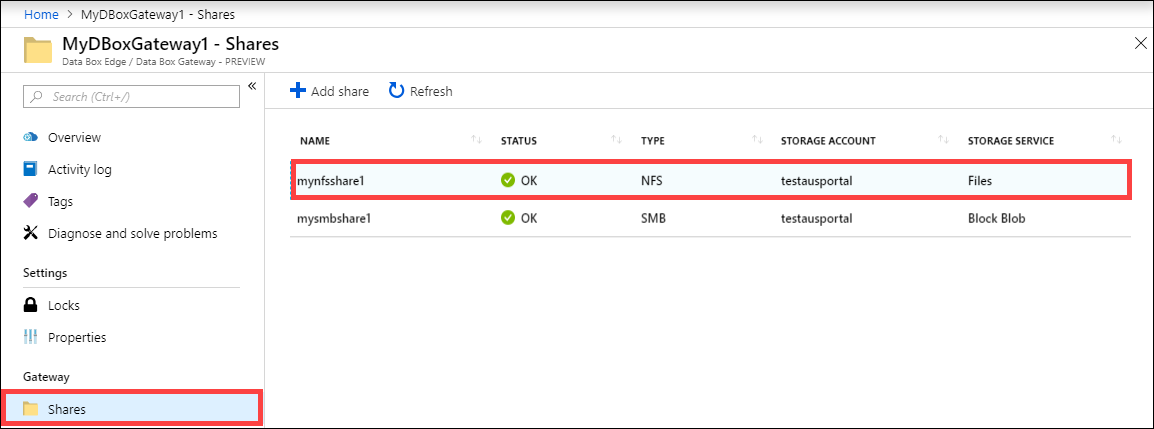 Home > MyDBoxGateway1 - Shares
MyDBoxGateway1 - Shares
Data Box Edge / Data Box Gateway - PREVIEW
Search (Ctrl+/)
Overview
Activity log
Tags
Diagnose and solve problems
Settings
Locks
Properties
Gateway
Shares
Add share Refresh
NAME STATUS TYPE STORAGE ACCOUNT STORAGE SERVICE
mynfsshare1 OK NFS testausportal Files
mysmbshare1 OK SMB testausportal Block Blob